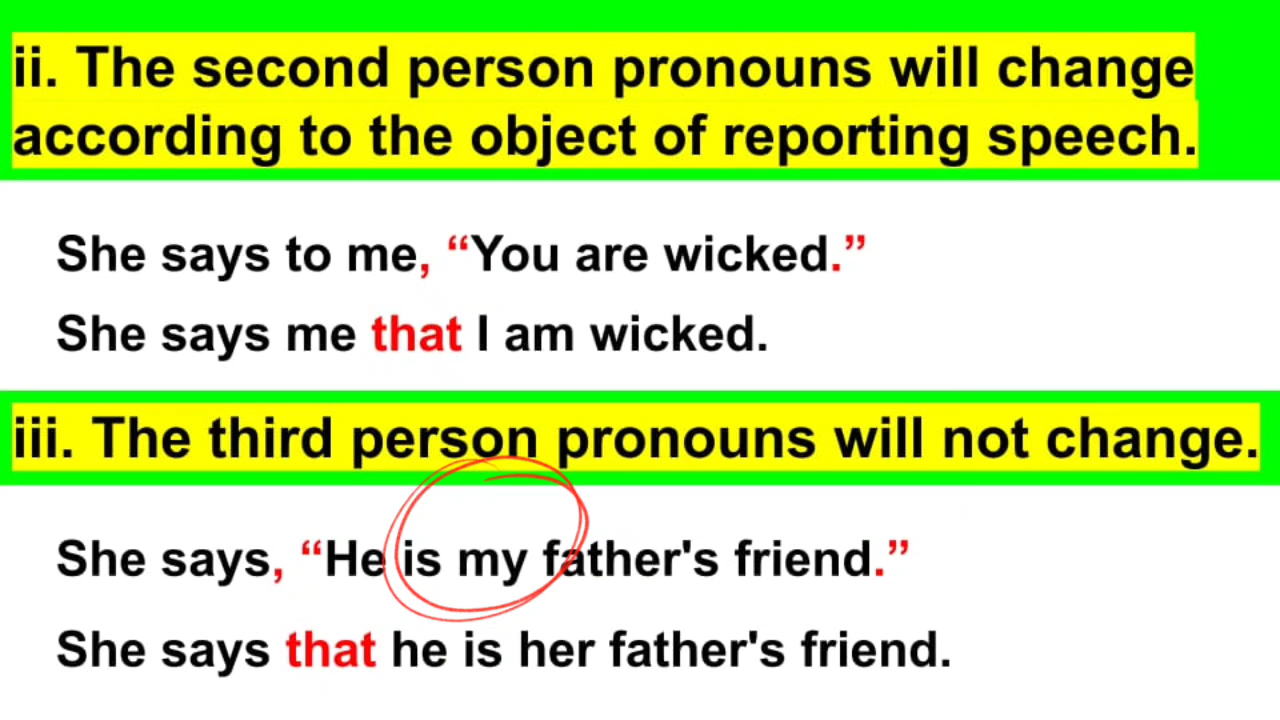 ii. The second person pronouns will change
according to the object of reporting speech.
She says to me, “You are wicked.”
She says me that I am wicked.
iii. The third person pronouns will not change.
She says, “He is my father's friend.”
She says that he is her father's friend.